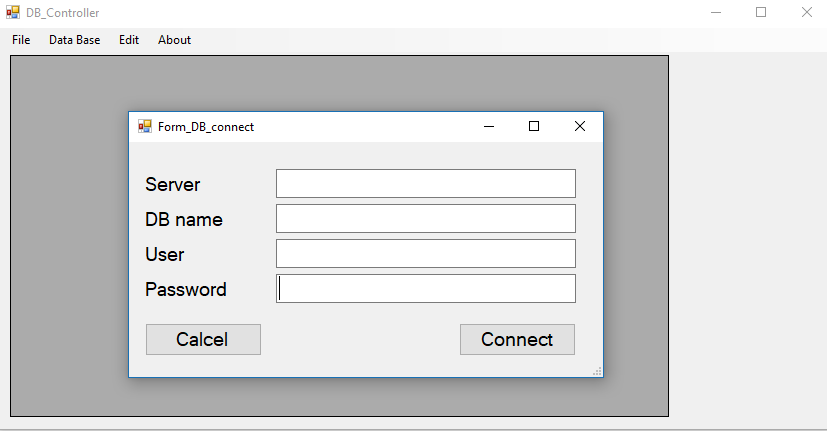 DB_Controller
File Data Base Edit About
Form_DB_connect
Server
DB name
User
Password
Calcel Connect